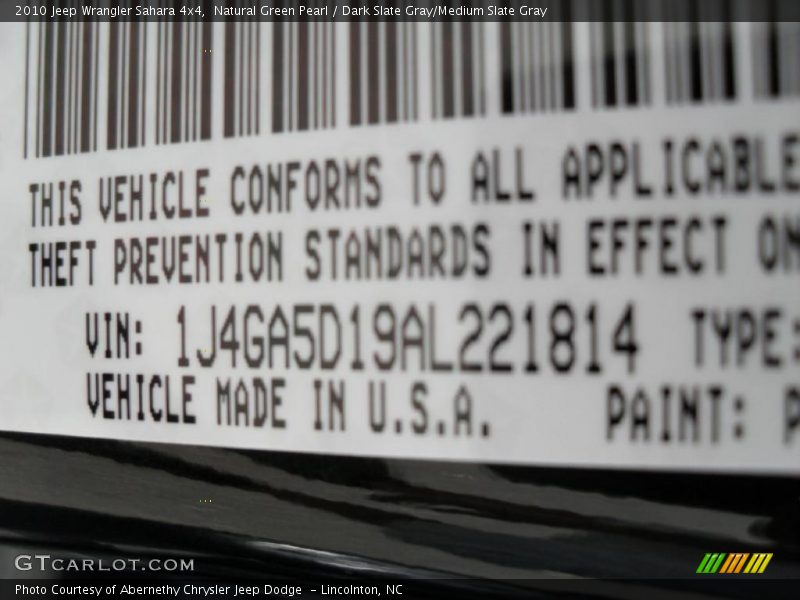 2010 Jeep Wrangler Sahara 4x4, Natural Green Pearl / Dark Slate Gray/Medium Slate Gray
THIS VEHICLE CONFORMS TO ALL APPLICABLE
THEFT PREVENTION STANDARDS IN EFFECT ON
VIN: 1J4GA5D19AL221814 TYPE:
VEHICLE MADE IN U.S.A. PAINT: P
GTCARLOT.COM
Photo Courtesy of Abernethy Chrysler Jeep Dodge - Lincolnton, NC